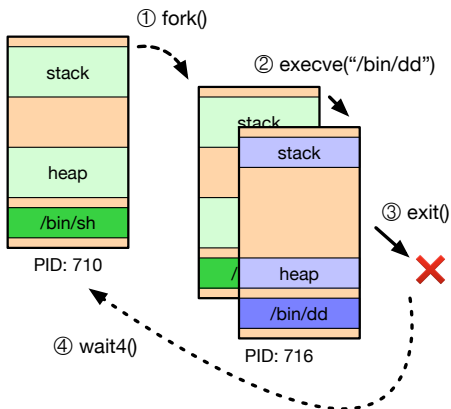 ① fork()
② execve(“/bin/dd”)
stack
heap
/bin/sh
PID: 710
stack
/
stack
heap
/bin/dd
PID: 716
③ exit()
④ wait4()